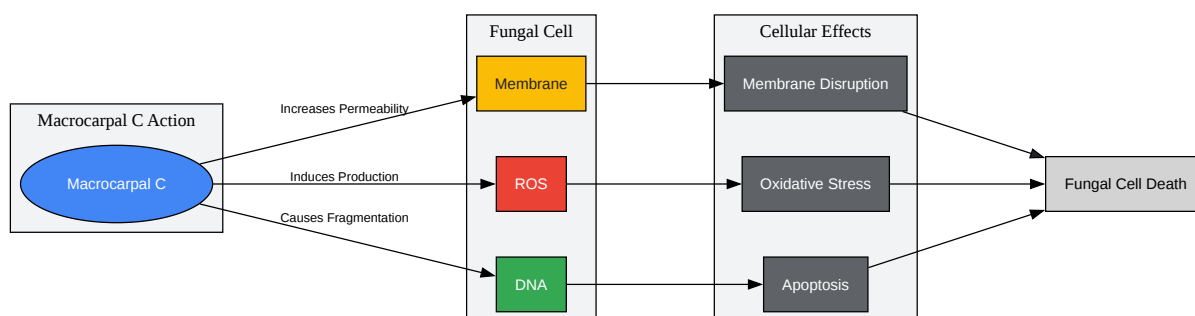 Macrocarpal C Action
Macrocarpal C
Increases Permeability
Induces Production
Causes Fragmentation
Fungal Cell
Membrane
ROS
DNA
Cellular Effects
Membrane Disruption
Oxidative Stress
Apoptosis
Fungal Cell Death